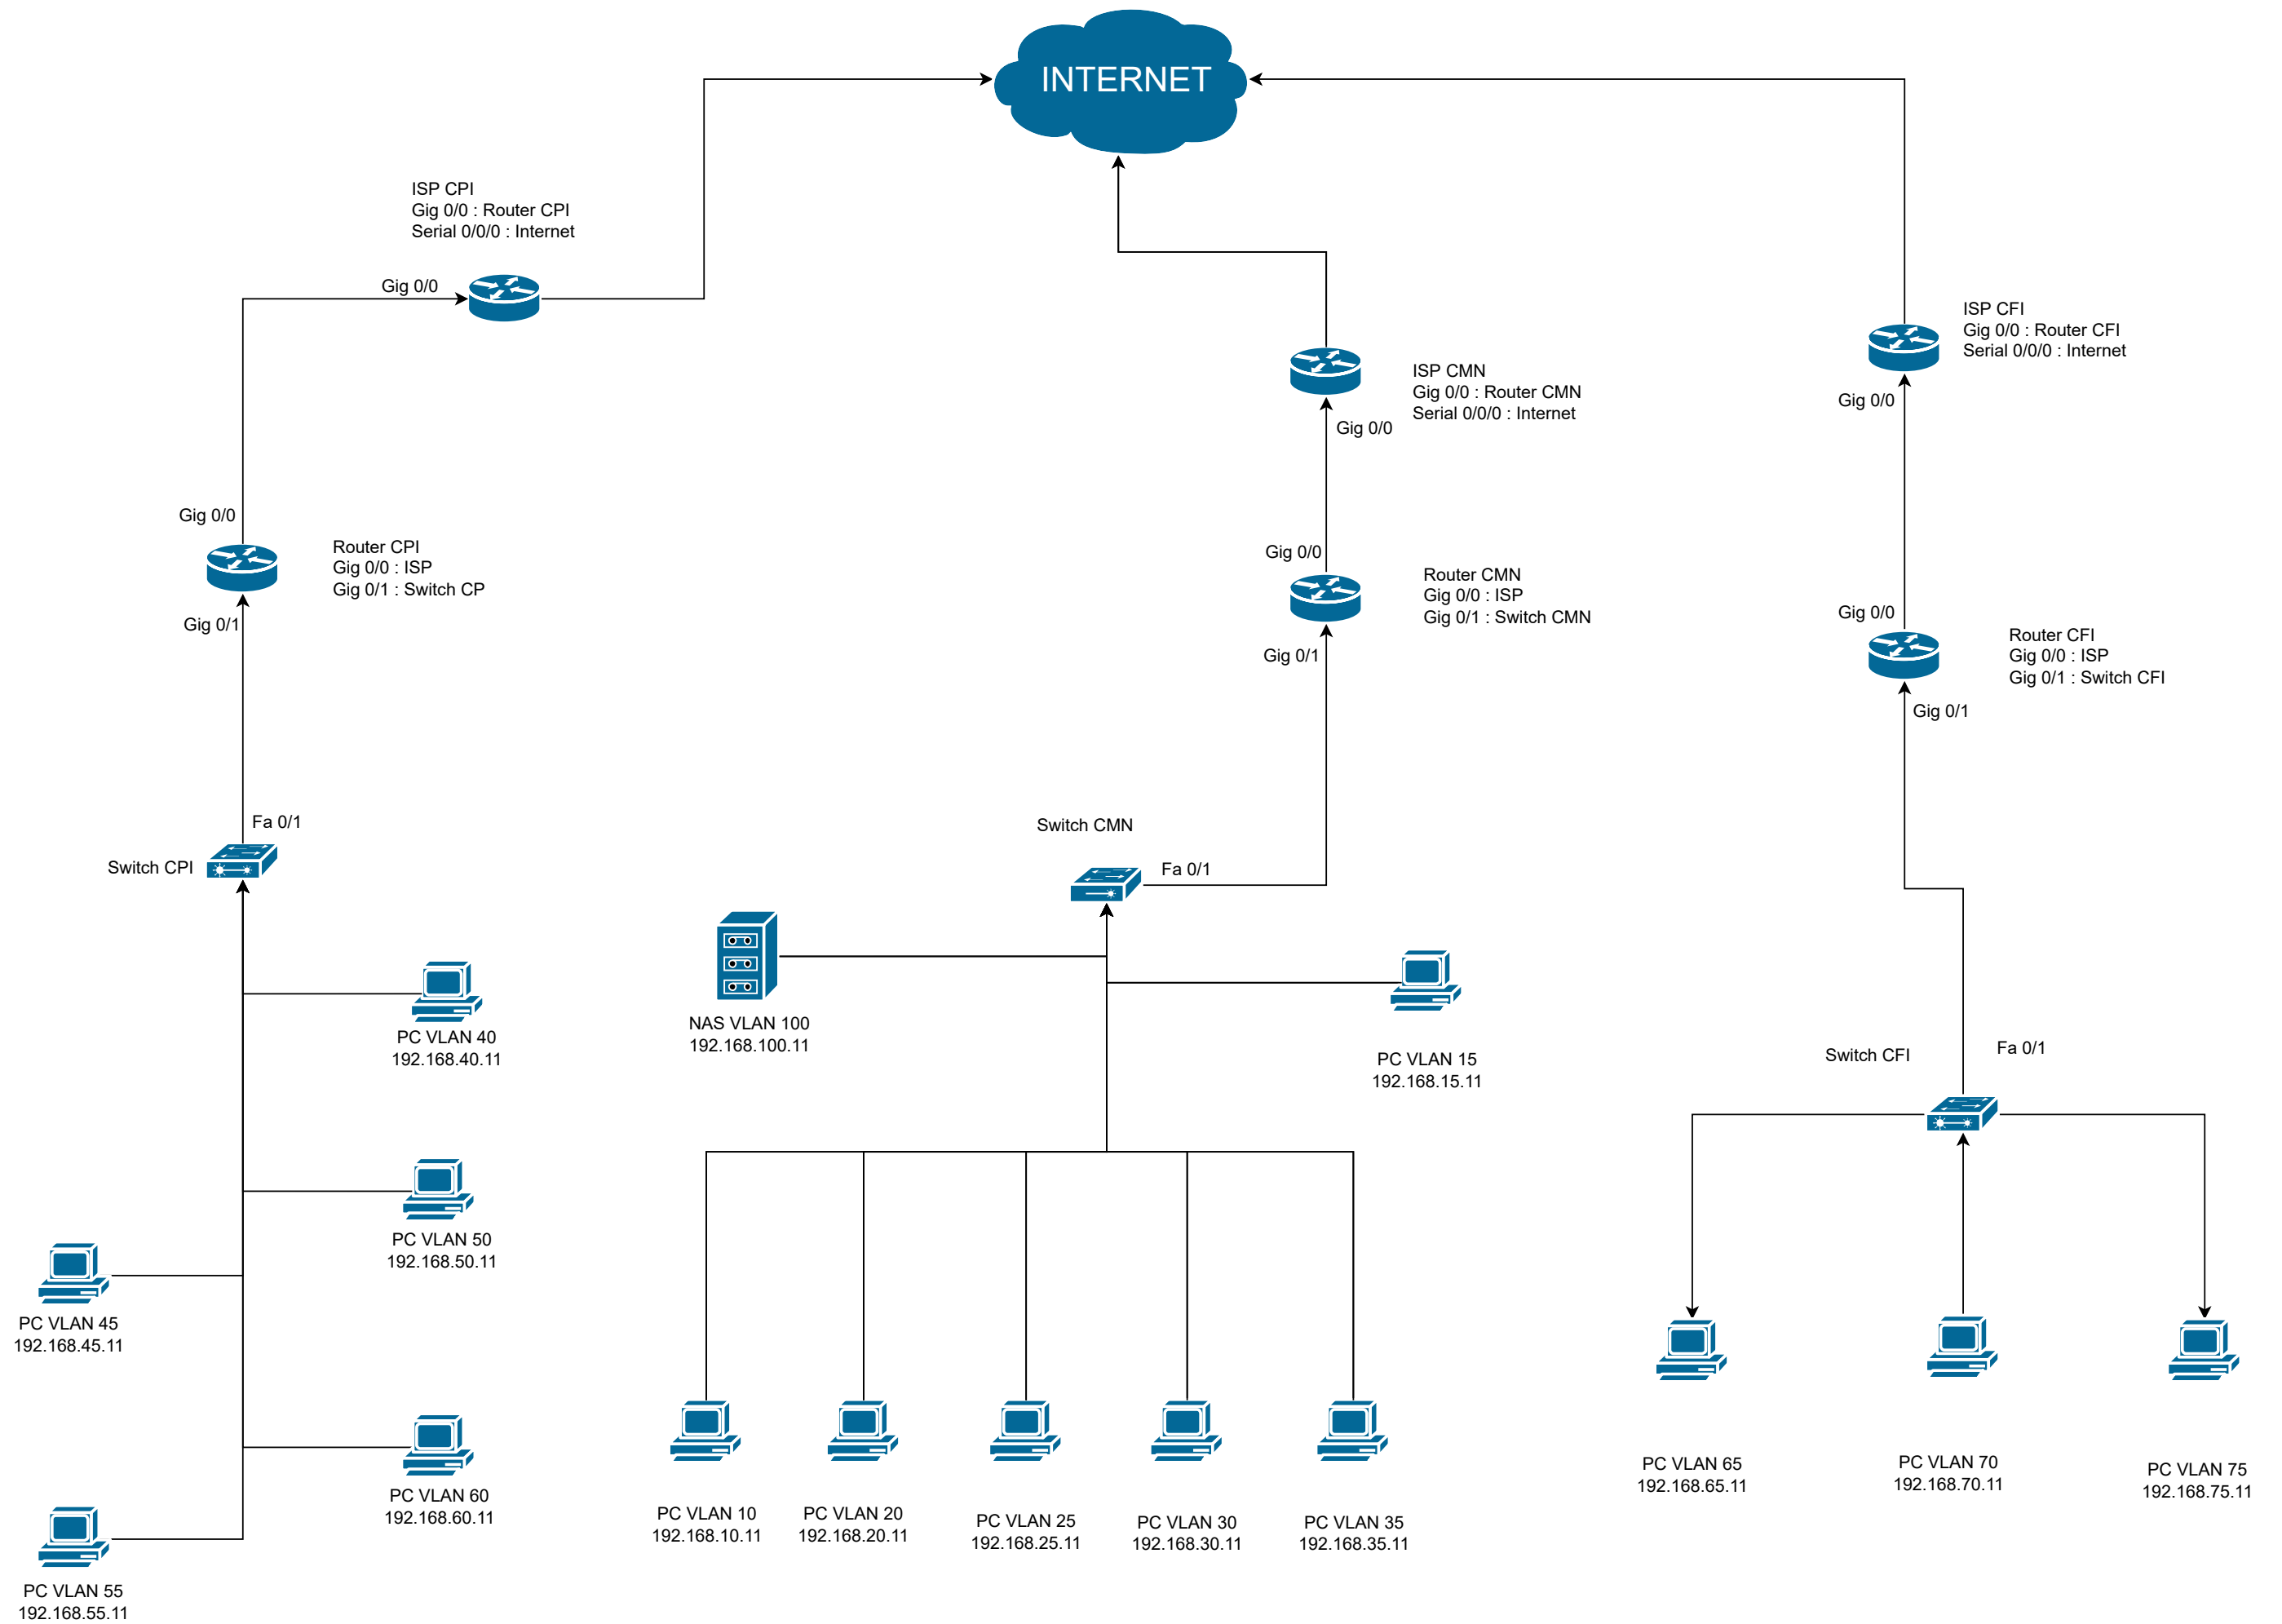 INTERNET
ISP CPI
Gig 0/0 : Router CPI
Serial 0/0/0 : Internet
Gig 0/0
ISP CFI
Gig 0/0 : Router CFI
Serial 0/0/0 : Internet
Gig 0/0
ISP CMN
Gig 0/0 : Router CMN
Serial 0/0/0 : Internet
Gig 0/0
Gig 0/0
Router CPI
Gig 0/0 : ISP
Gig 0/1 : Switch CP
Gig 0/1
Gig 0/0
Router CMN
Gig 0/0 : ISP
Gig 0/1 : Switch CMN
Gig 0/1
Gig 0/0
Router CFI
Gig 0/0 : ISP
Gig 0/1 : Switch CFI
Gig 0/1
Fa 0/1
Switch CPI
Switch CMN
Fa 0/1
NAS VLAN 100
192.168.100.11
PC VLAN 15
192.168.15.11
Switch CFI
Fa 0/1
PC VLAN 40
192.168.40.11
PC VLAN 50
192.168.50.11
PC VLAN 45
192.168.45.11
PC VLAN 60
192.168.60.11
PC VLAN 55
192.168.55.11
PC VLAN 10
192.168.10.11
PC VLAN 20
192.168.20.11
PC VLAN 25
192.168.25.11
PC VLAN 30
192.168.30.11
PC VLAN 35
192.168.35.11
PC VLAN 65
192.168.65.11
PC VLAN 70
192.168.70.11
PC VLAN 75
192.168.75.11